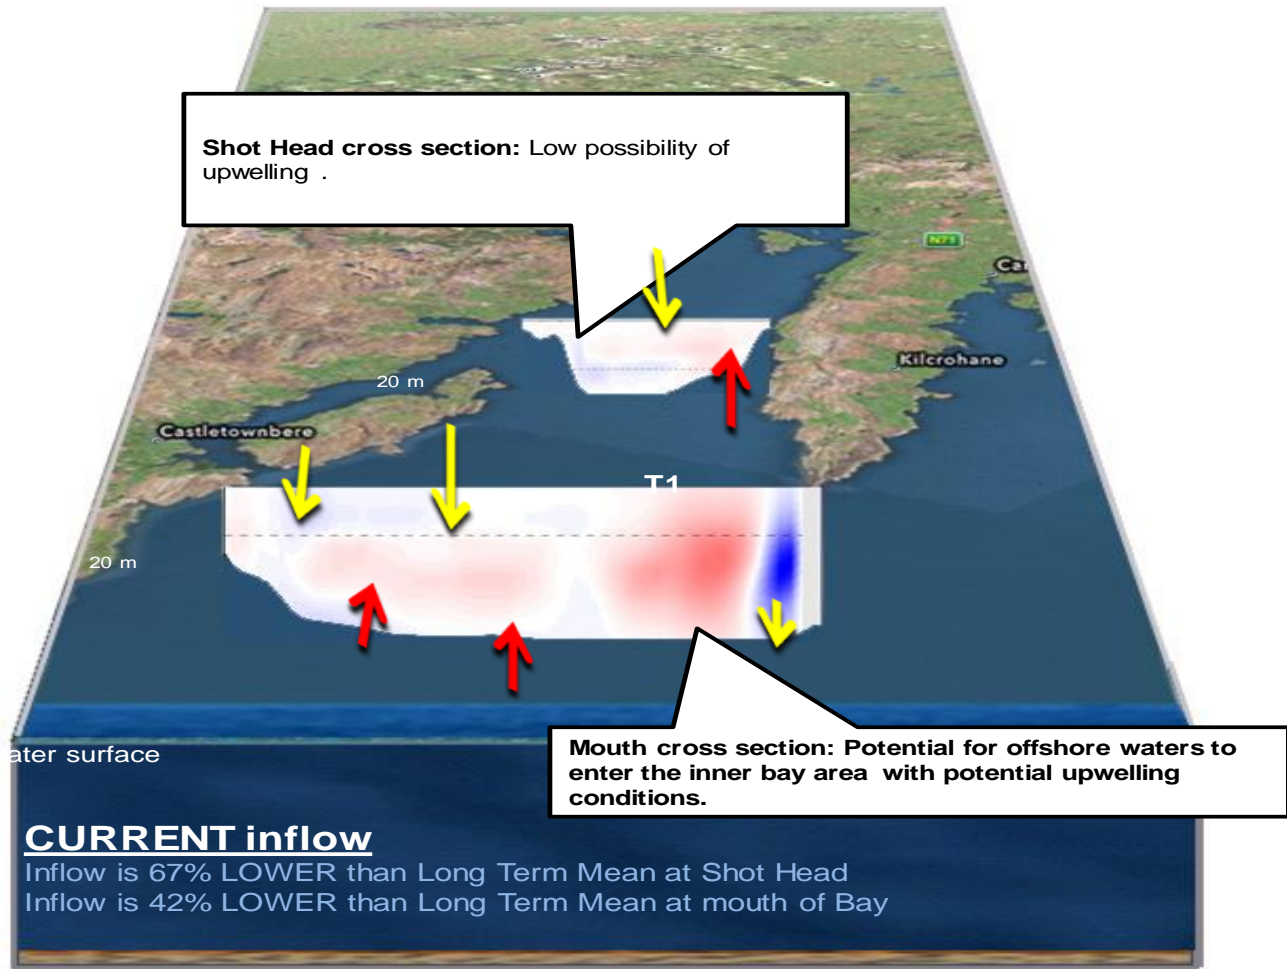 Shot Head cross section: Low possibility of
upwelling .
N71
Ca
Kilcrohane
20 m
Castletownbere
T1
20 m
ater surface
Mouth cross section: Potential for offshore waters to
enter the inner bay area with potential upwelling
conditions.
CURRENT inflow
Inflow is 67% LOWER than Long Term Mean at Shot Head
Inflow is 42% LOWER than Long Term Mean at mouth of Bay